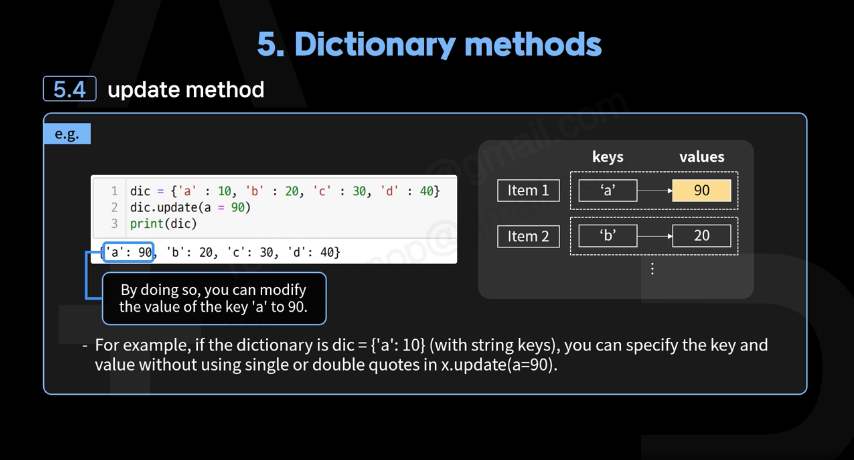 5. Dictionary methods
5.4 update method
e.g.
1 dic = {'a' : 10, 'b' : 20, 'c' : 30, 'd' : 40}
2 dic.update(a = 90)
3 print(dic)
{'a': 90, 'b': 20, 'c': 30, 'd': 40}
By doing so, you can modify
the value of the key 'a' to 90.
keys values
Item 1 ‘a’ 90
Item 2 ‘b’ 20
⋮
- For example, if the dictionary is dic = {'a': 10} (with string keys), you can specify the key and
value without using single or double quotes in x.update(a=90).
@gmail.com